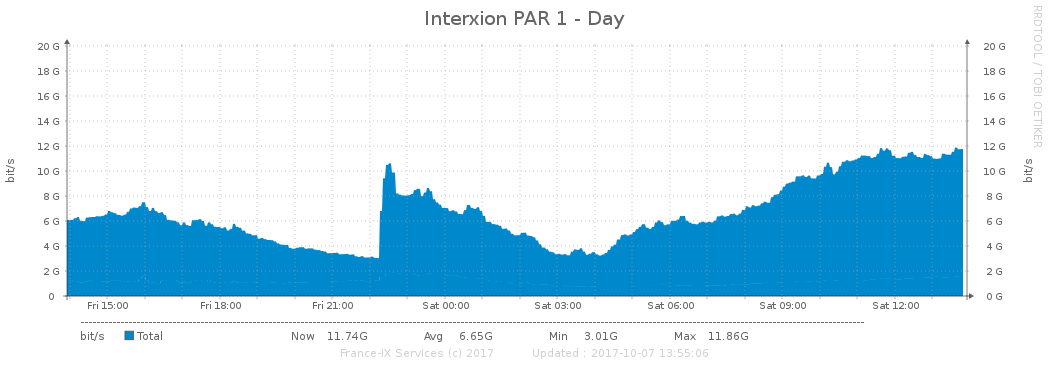 Interxion PAR 1 - Day
RRDTOOL / TOBI OETIKER
20 G 20 G
18 G 18 G
16 G 16 G
14 G 14 G
12 G 12 G
10 G 10 G
8 G 8 G
6 G 6 G
4 G 4 G
2 G 2 G
0 0 G
bit/s
bit/s
Fri 15:00 Fri 18:00 Fri 21:00 Sat 00:00 Sat 03:00 Sat 06:00 Sat 09:00 Sat 12:00
bit/s Total Now 11.74G Avg 6.65G Min 3.01G Max 11.86G
France-IX Services (c) 2017 Updated : 2017-10-07 13:55:06